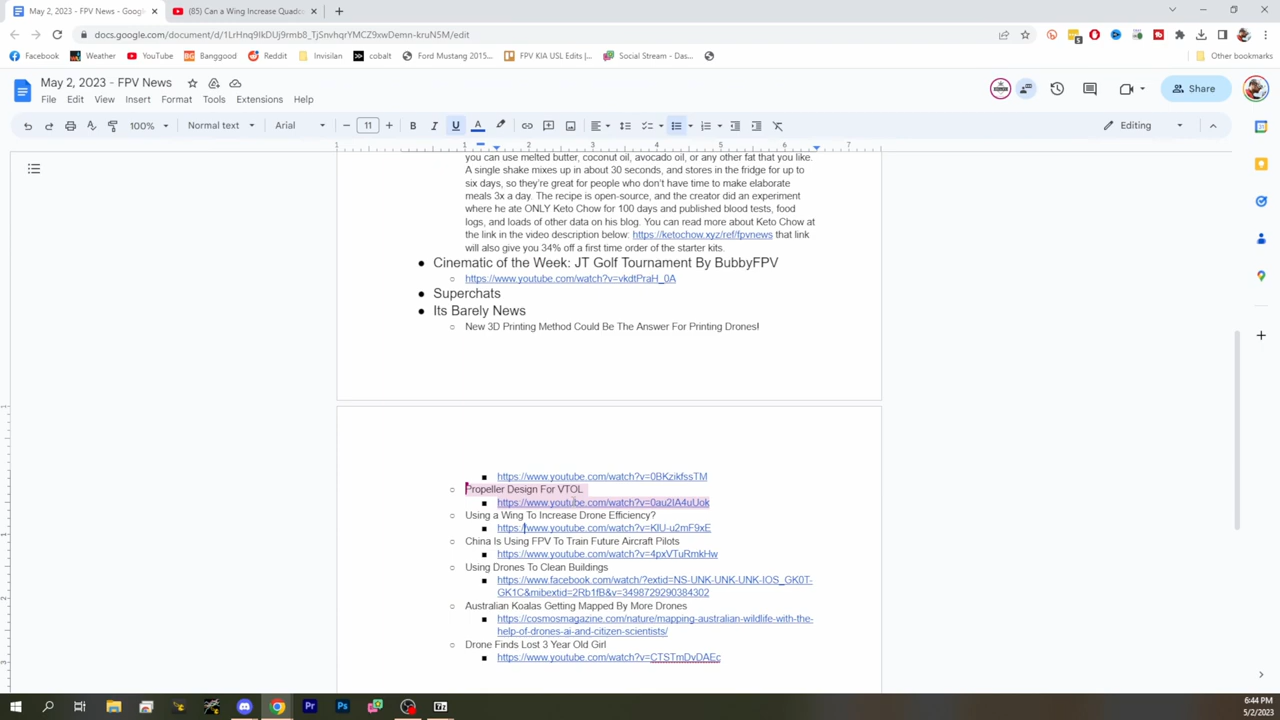 May 2, 2023 - FPV News
(85) Can a Wing Increase Quadc
docs.google.com/document/d/1LrHnq9IkDUj9rmb8_TjSnvhqrYMCZ9xwDemn-kruN5M/edit
Facebook Weather YouTube Banggood Reddit Invisilan cobalt Ford Mustang 2015... FPV KIA USL Edits |... Social Stream - Das... Other bookmarks
May 2, 2023 - FPV News
File Edit View Insert Format Tools Extensions Help
Share
100% Normal text Arial 11 B I U A Editing
1 1 2 3 4 5 6 7
you can use melted butter, coconut oil, avocado oil, or any other fat that you like.
A single shake mixes up in about 30 seconds, and stores in the fridge for up to
six days, so they're great for people who don't have time to make elaborate
meals 3x a day. The recipe is open-source, and the creator did an experiment
where he ate ONLY Keto Chow for 100 days and published blood tests, food
logs, and loads of other data on his blog. You can read more about Keto Chow at
the link in the video description below: https://ketochow.xyz/ref/fpvnews that link
will also give you 34% off a first time order of the starter kits.
● Cinematic of the Week: JT Golf Tournament By BubbyFPV
○ https://www.youtube.com/watch?v=vkdtPraH_0A
● Superchats
● Its Barely News
○ New 3D Printing Method Could Be The Answer For Printing Drones!
■ https://www.youtube.com/watch?v=0BKzikfssTM
○ Propeller Design For VTOL
■ https://www.youtube.com/watch?v=0au2IA4uUok
○ Using a Wing To Increase Drone Efficiency?
■ https://www.youtube.com/watch?v=KlU-u2mF9xE
○ China Is Using FPV To Train Future Aircraft Pilots
■ https://www.youtube.com/watch?v=4pxVTuRmkHw
○ Using Drones To Clean Buildings
■ https://www.facebook.com/watch/?extid=NS-UNK-UNK-UNK-IOS_GK0T-
GK1C&mibextid=2Rb1fB&v=3498729290384302
○ Australian Koalas Getting Mapped By More Drones
■ https://cosmosmagazine.com/nature/mapping-australian-wildlife-with-the-
help-of-drones-ai-and-citizen-scientists/
○ Drone Finds Lost 3 Year Old Girl
■ https://www.youtube.com/watch?v=CTSTmDvDAEc
6:44 PM
5/2/2023